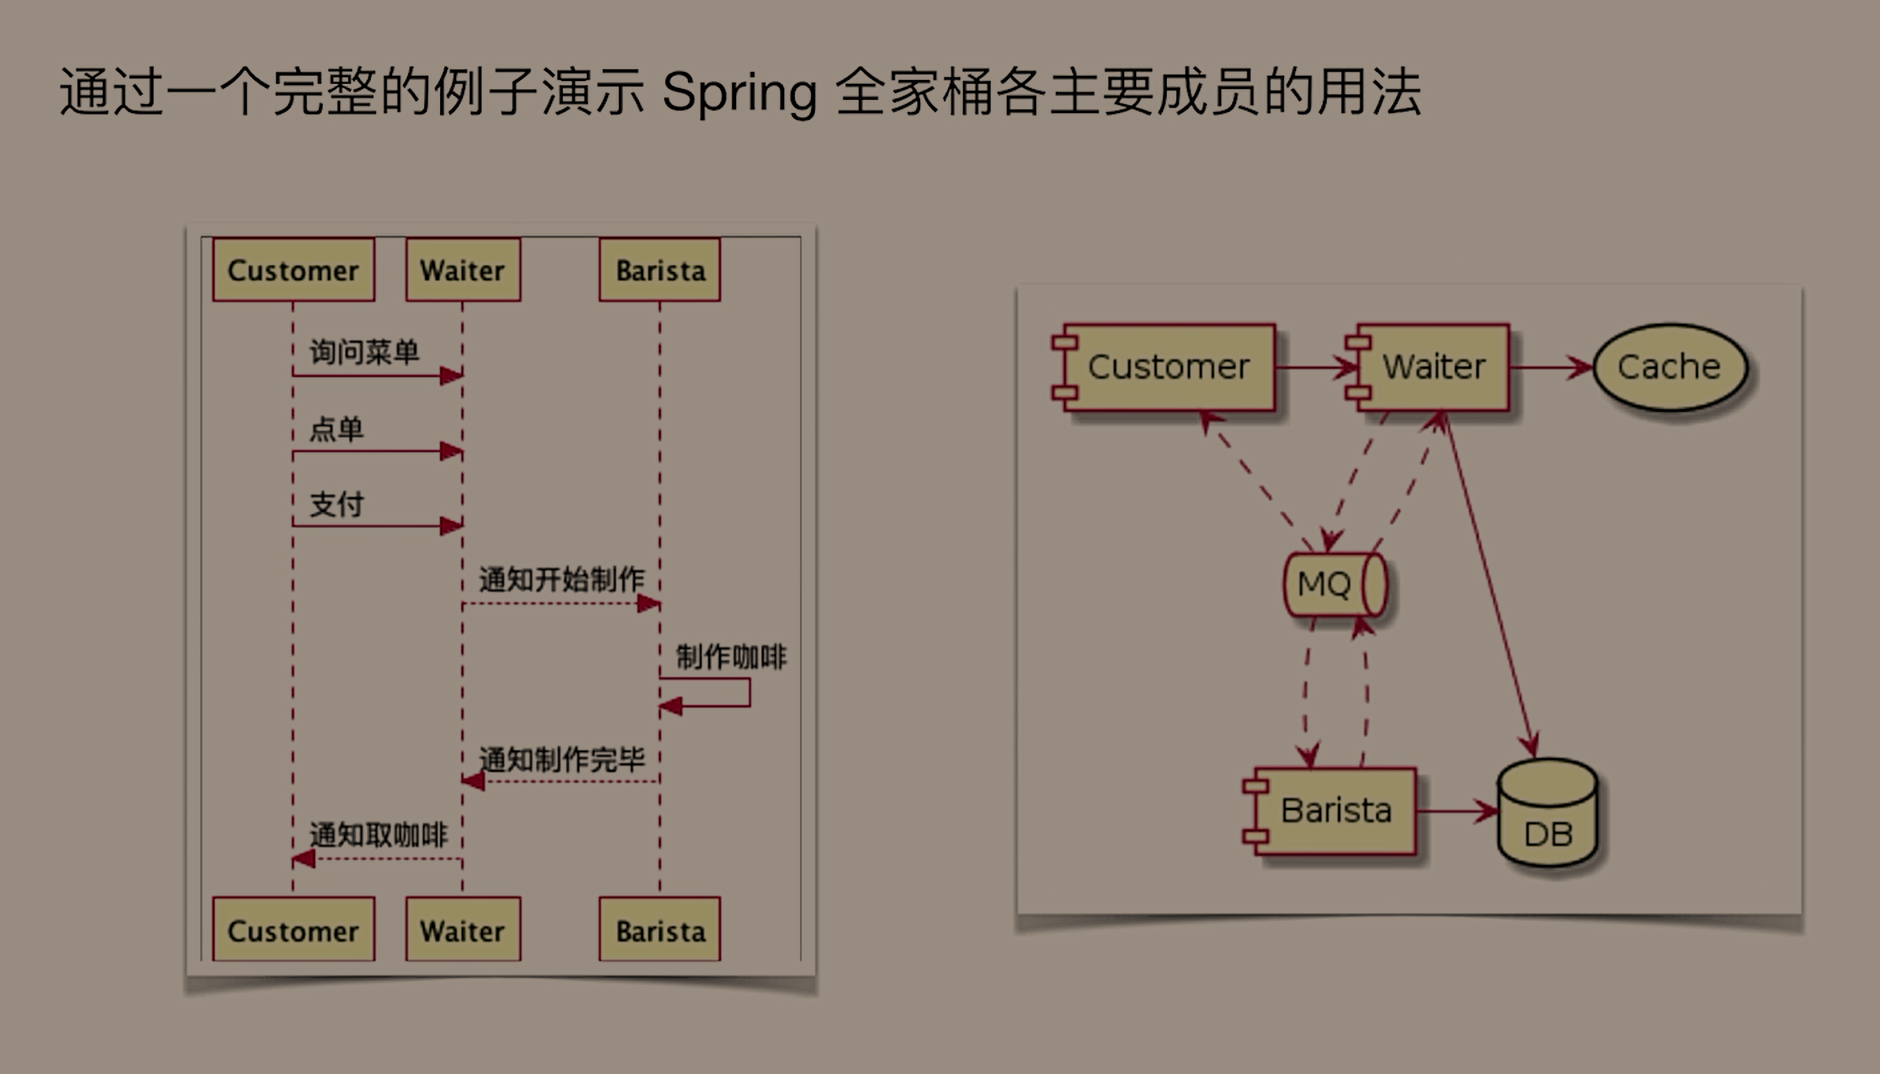 通过一个完整的例子演示 Spring 全家桶各主要成员的用法
Customer
Waiter
Barista
询问菜单
点单
支付
通知开始制作
制作咖啡
通知制作完毕
通知取咖啡
Customer
Waiter
Barista
Customer
Waiter
Cache
MQ
Barista
DB